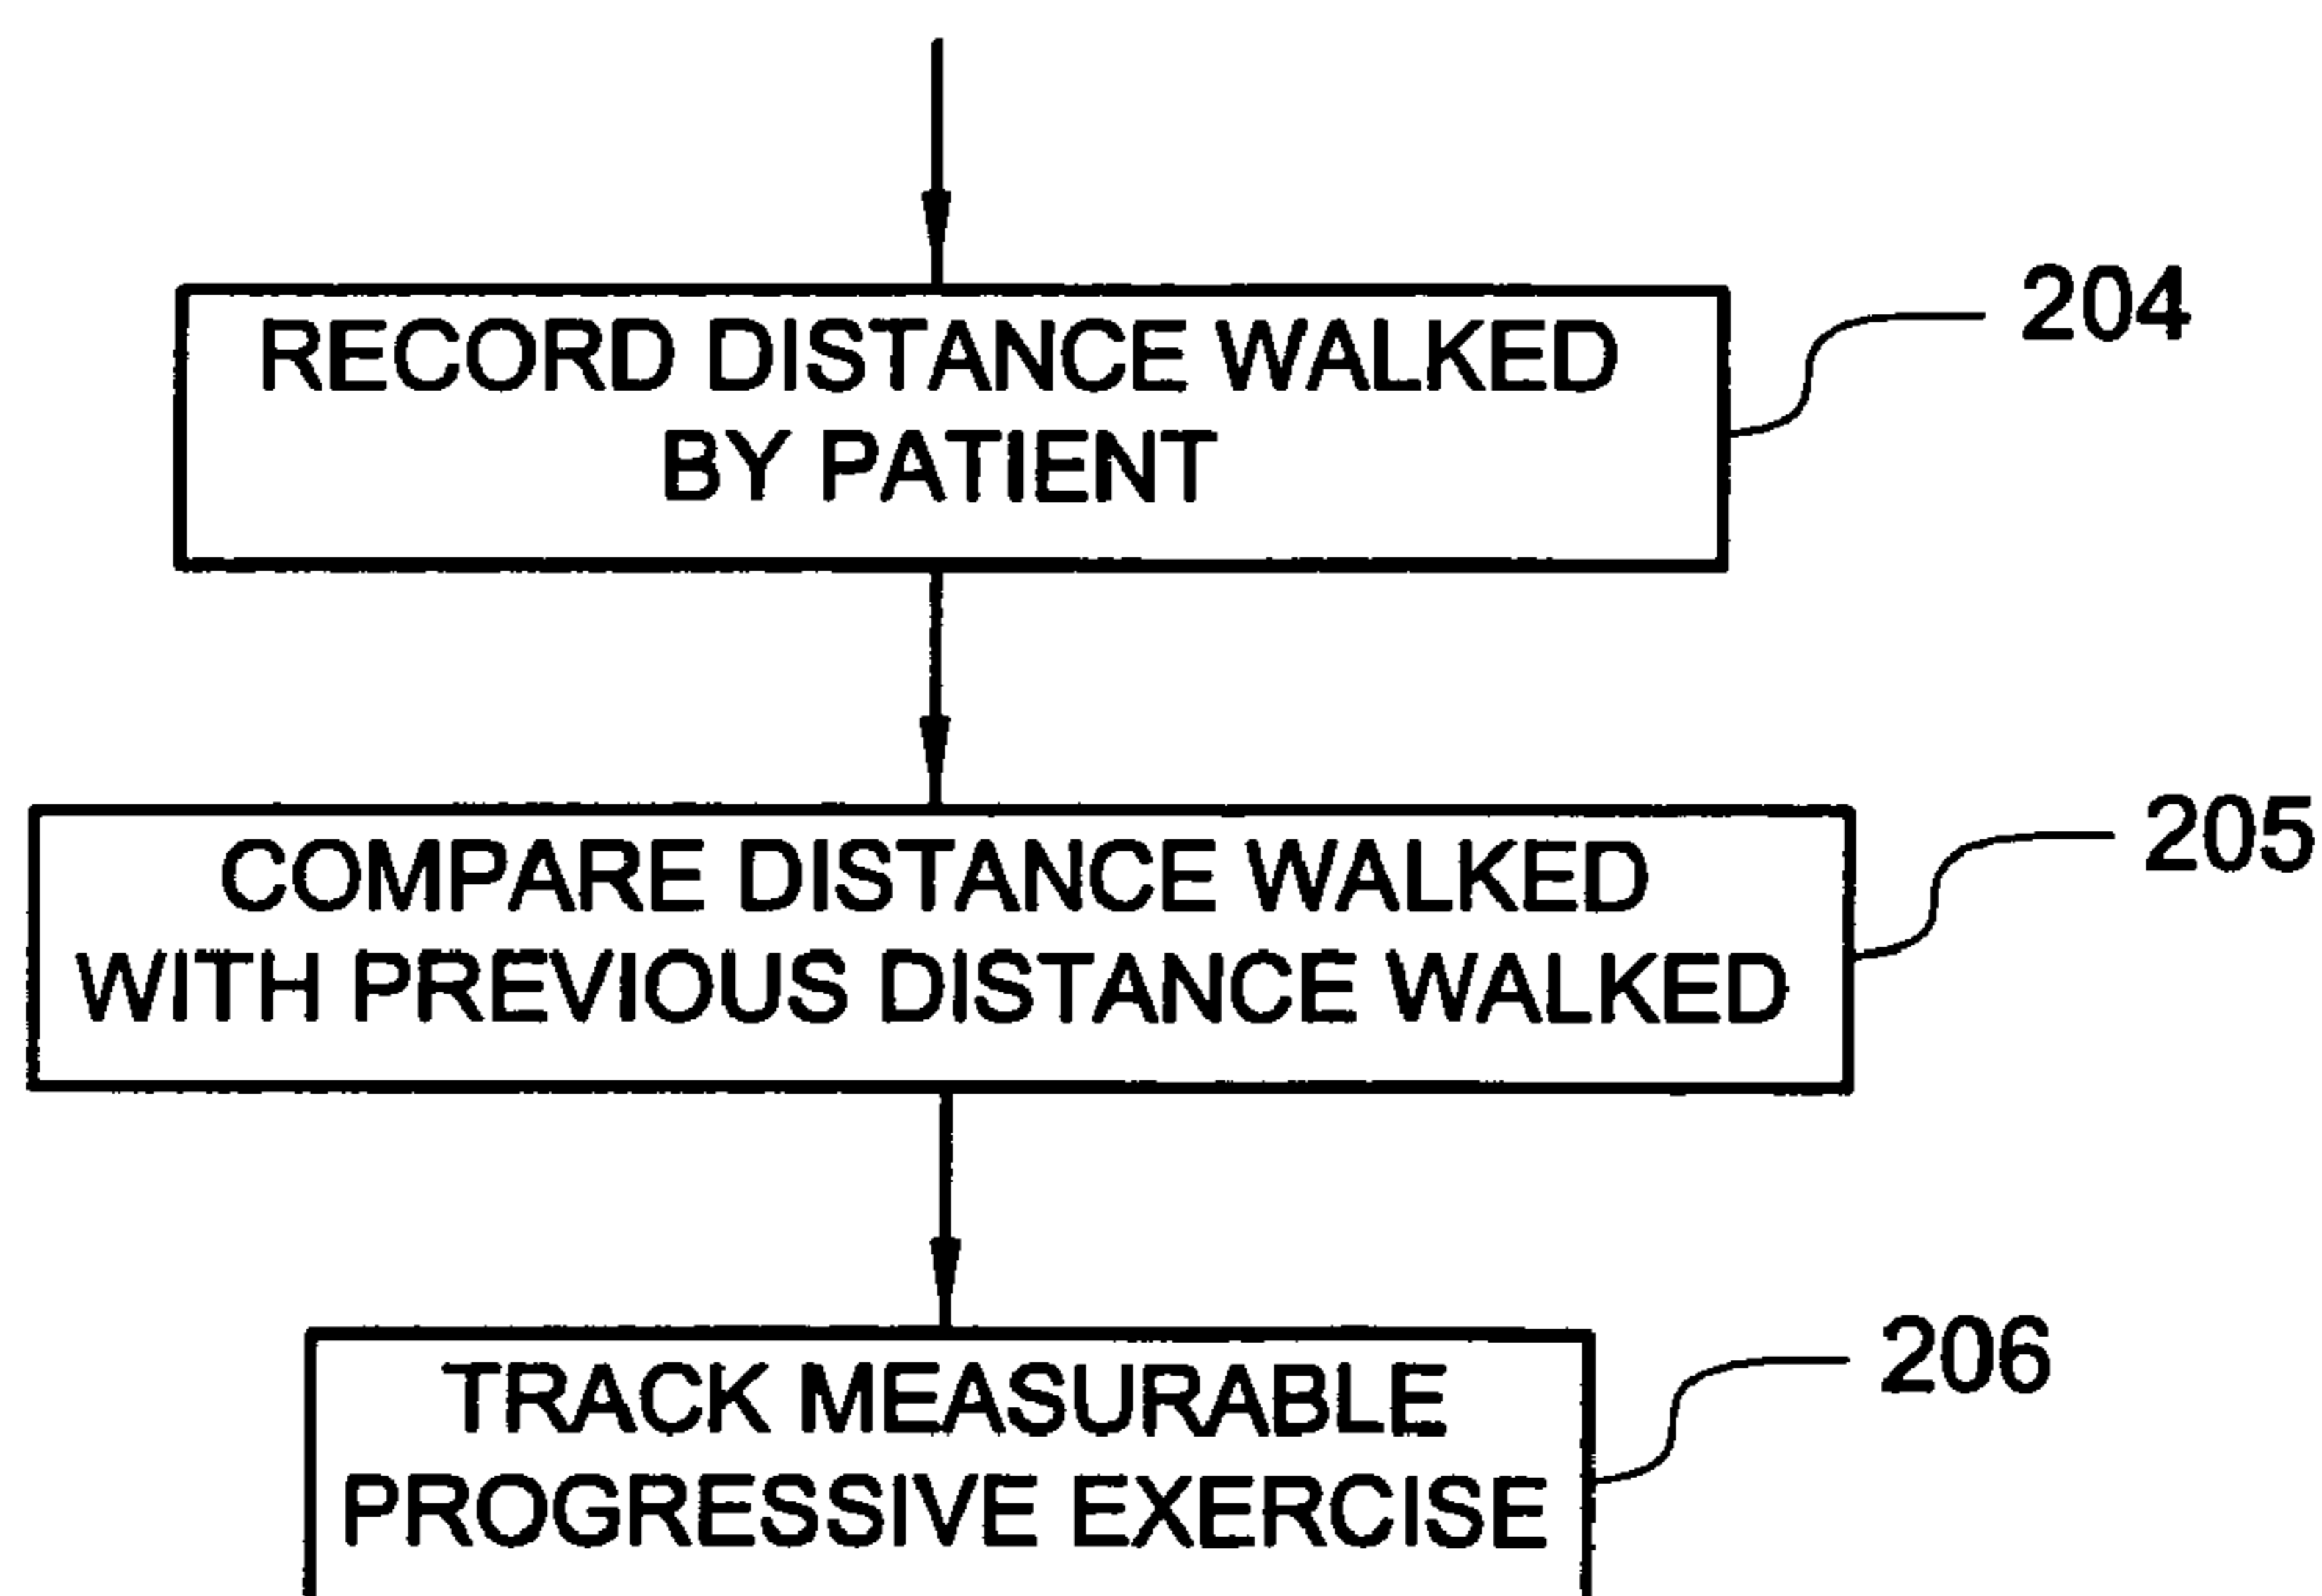 204
RECORD DISTANCE WALKED
BY PATIENT
205
COMPARE DISTANCE WALKED
WITH PREVIOUS DISTANCE WALKED
206
TRACK MEASURABLE
PROGRESSIVE EXERCISE